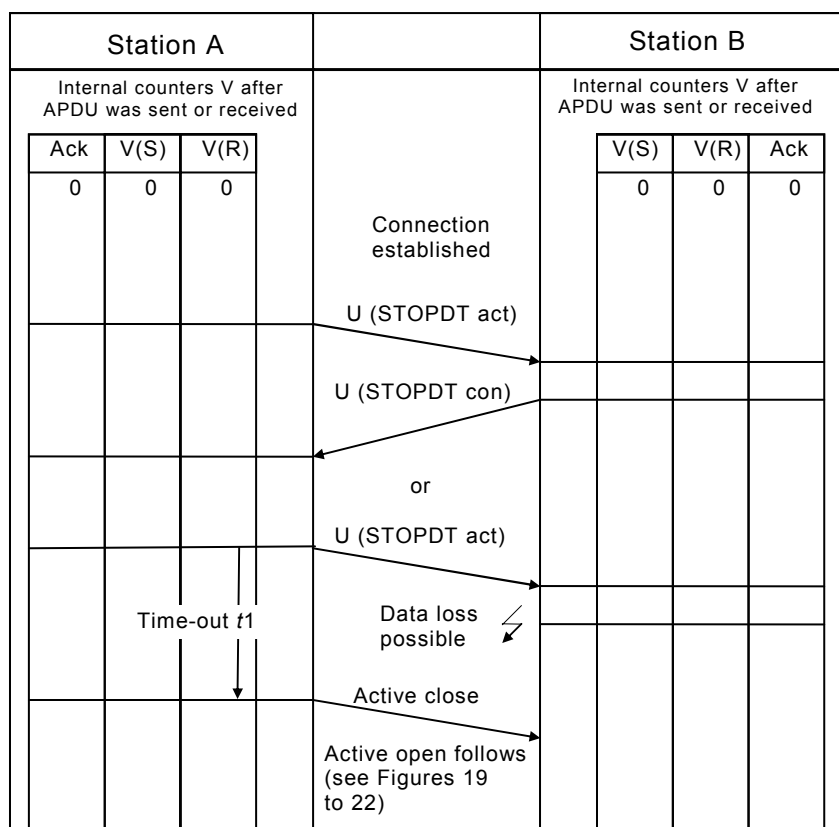 Station A
Station B
Internal counters V after
APDU was sent or received
Internal counters V after
APDU was sent or received
Ack V(S) V(R)
V(S) V(R) Ack
0 0 0
0 0 0
Connection
established
U (STOPDT act)
U (STOPDT con)
or
U (STOPDT act)
Time-out t1
Data loss
possible
Active close
Active open follows
(see Figures 19
to 22)